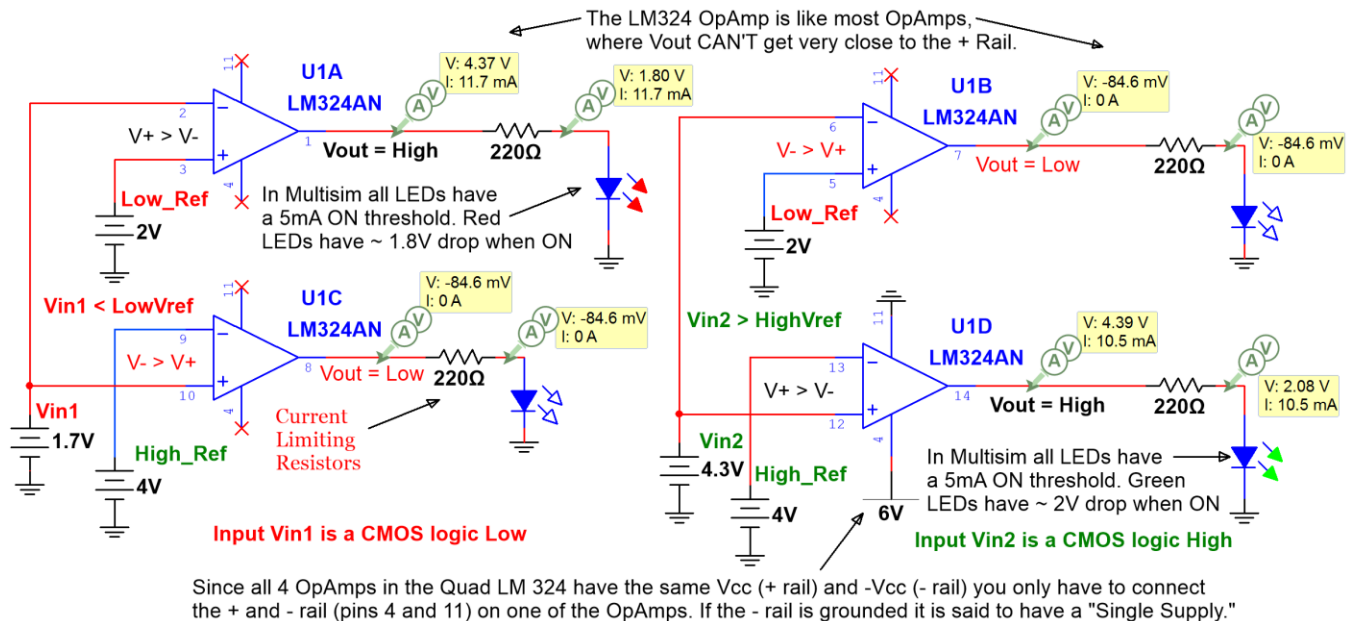 The LM324 OpAmp is like most OpAmps,
where Vout CAN'T get very close to the + Rail.
11
U1A
LM324AN
V: 4.37 V
I: 11.7 mA
A V
V: 1.80 V
I: 11.7 mA
A V
2
V+ > V-
3
1
4
Vout = High
220Ω
Low_Ref
2V
In Multisim all LEDs have
a 5mA ON threshold. Red
LEDs have ~ 1.8V drop when ON
11
U1B
LM324AN
V: -84.6 mV
I: 0 A
A V
V: -84.6 mV
I: 0 A
A V
6
V- > V+
5
7
4
Vout = Low
220Ω
Low_Ref
2V
Vin1 < LowVref
11
U1C
LM324AN
V: -84.6 mV
I: 0 A
A V
V: -84.6 mV
I: 0 A
A V
9
V- > V+
10
8
4
Vout = Low
220Ω
Vin1
1.7V
High_Ref
4V
Current
Limiting
Resistors
Input Vin1 is a CMOS logic Low
Vin2 > HighVref
11
U1D
LM324AN
V: 4.39 V
I: 10.5 mA
A V
V: 2.08 V
I: 10.5 mA
A V
13
V+ > V-
12
14
4
Vout = High
220Ω
Vin2
4.3V
High_Ref
4V
6V
In Multisim all LEDs have
a 5mA ON threshold. Green
LEDs have ~ 2V drop when ON
Input Vin2 is a CMOS logic High
Since all 4 OpAmps in the Quad LM 324 have the same Vcc (+ rail) and -Vcc (- rail) you only have to connect
the + and - rail (pins 4 and 11) on one of the OpAmps. If the - rail is grounded it is said to have a "Single Supply."